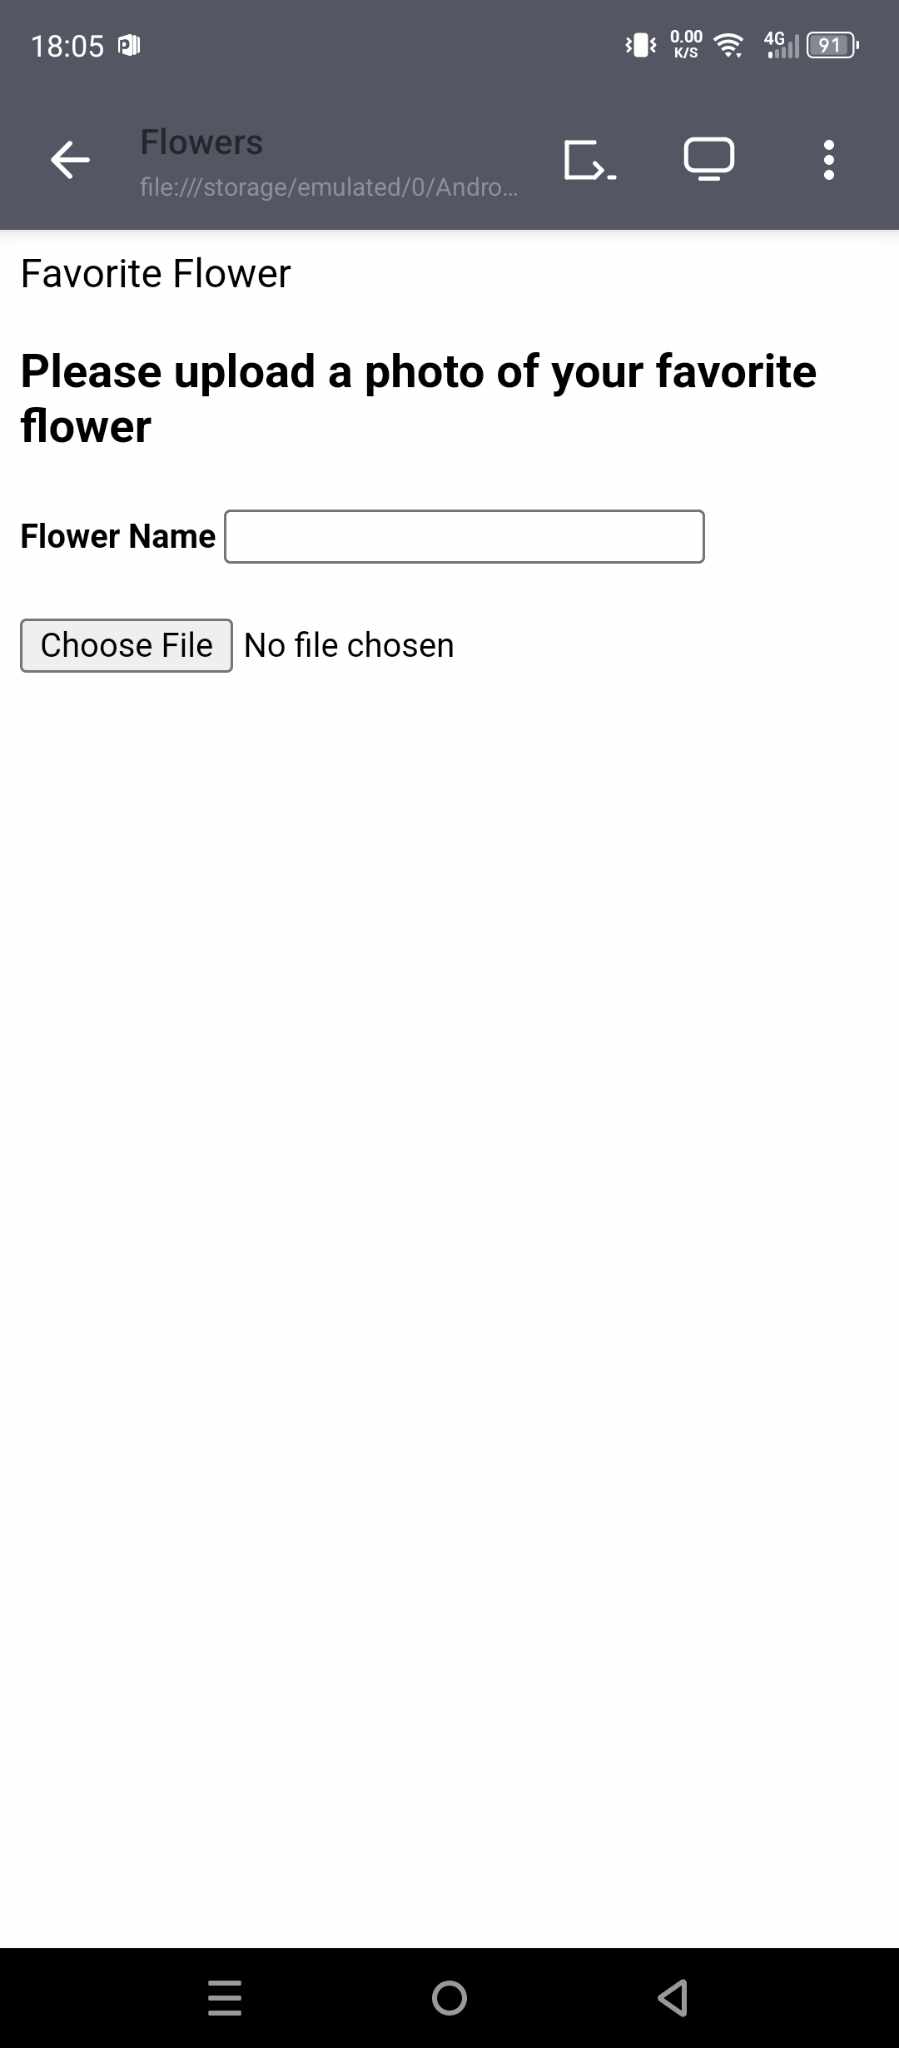 18:05
0.00
K/S
4G
91
Flowers
file:///storage/emulated/0/Andro...
Favorite Flower
Please upload a photo of your favorite
flower
Flower Name
Choose File No file chosen